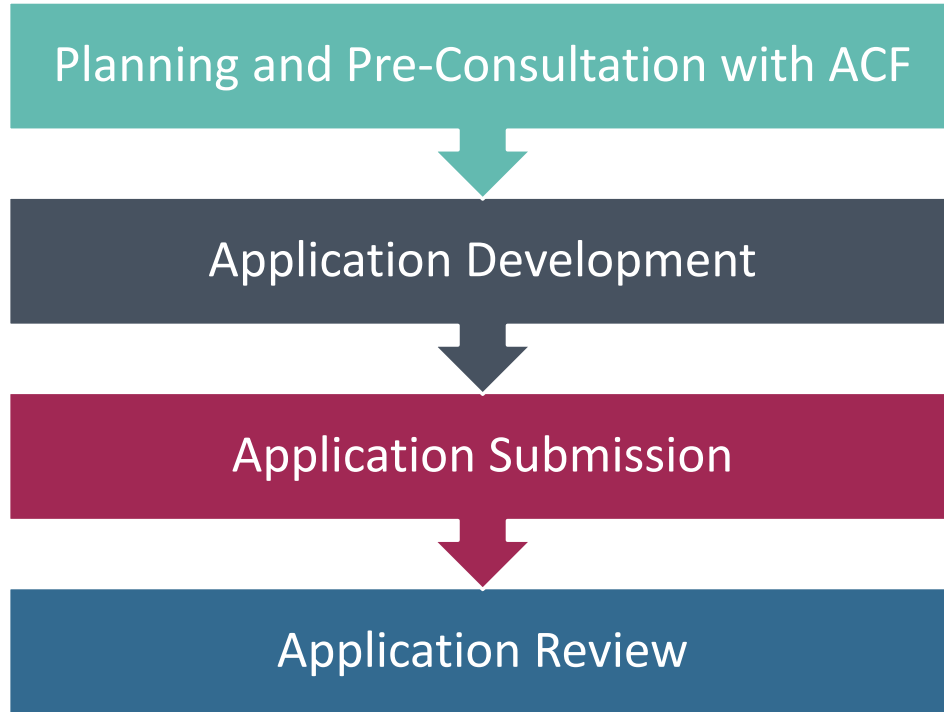 Planning and Pre-Consultation with ACF
Application Development
Application Submission
Application Review